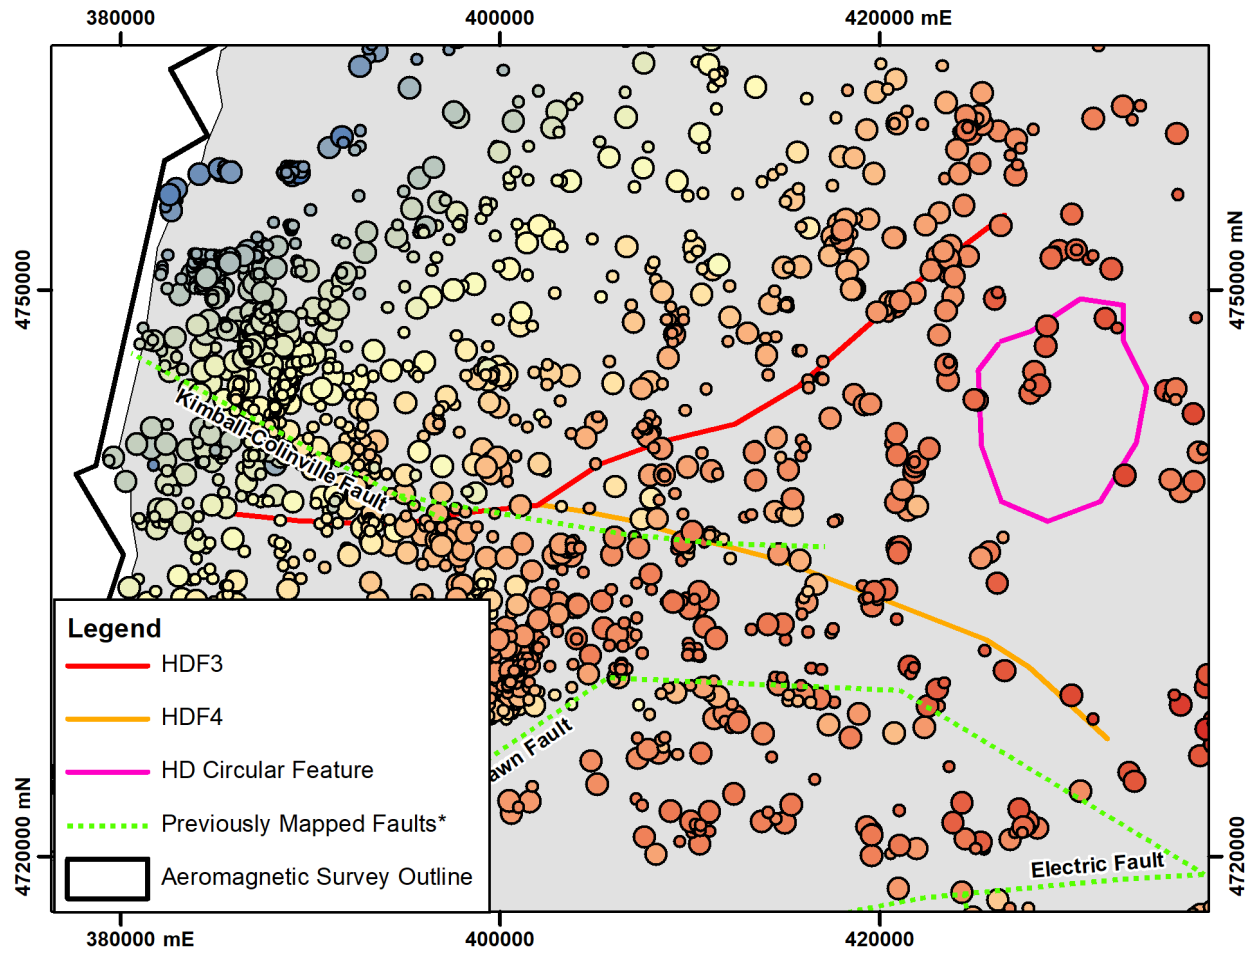 380000
400000
420000 mE
4750000
4750000 mN
Kimball-Colinville Fault
Legend
HDF3
HDF4
HD Circular Feature
Previously Mapped Faults*
Aeromagnetic Survey Outline
awn Fault
Electric Fault
4720000 mN
4720000
380000 mE
400000
420000